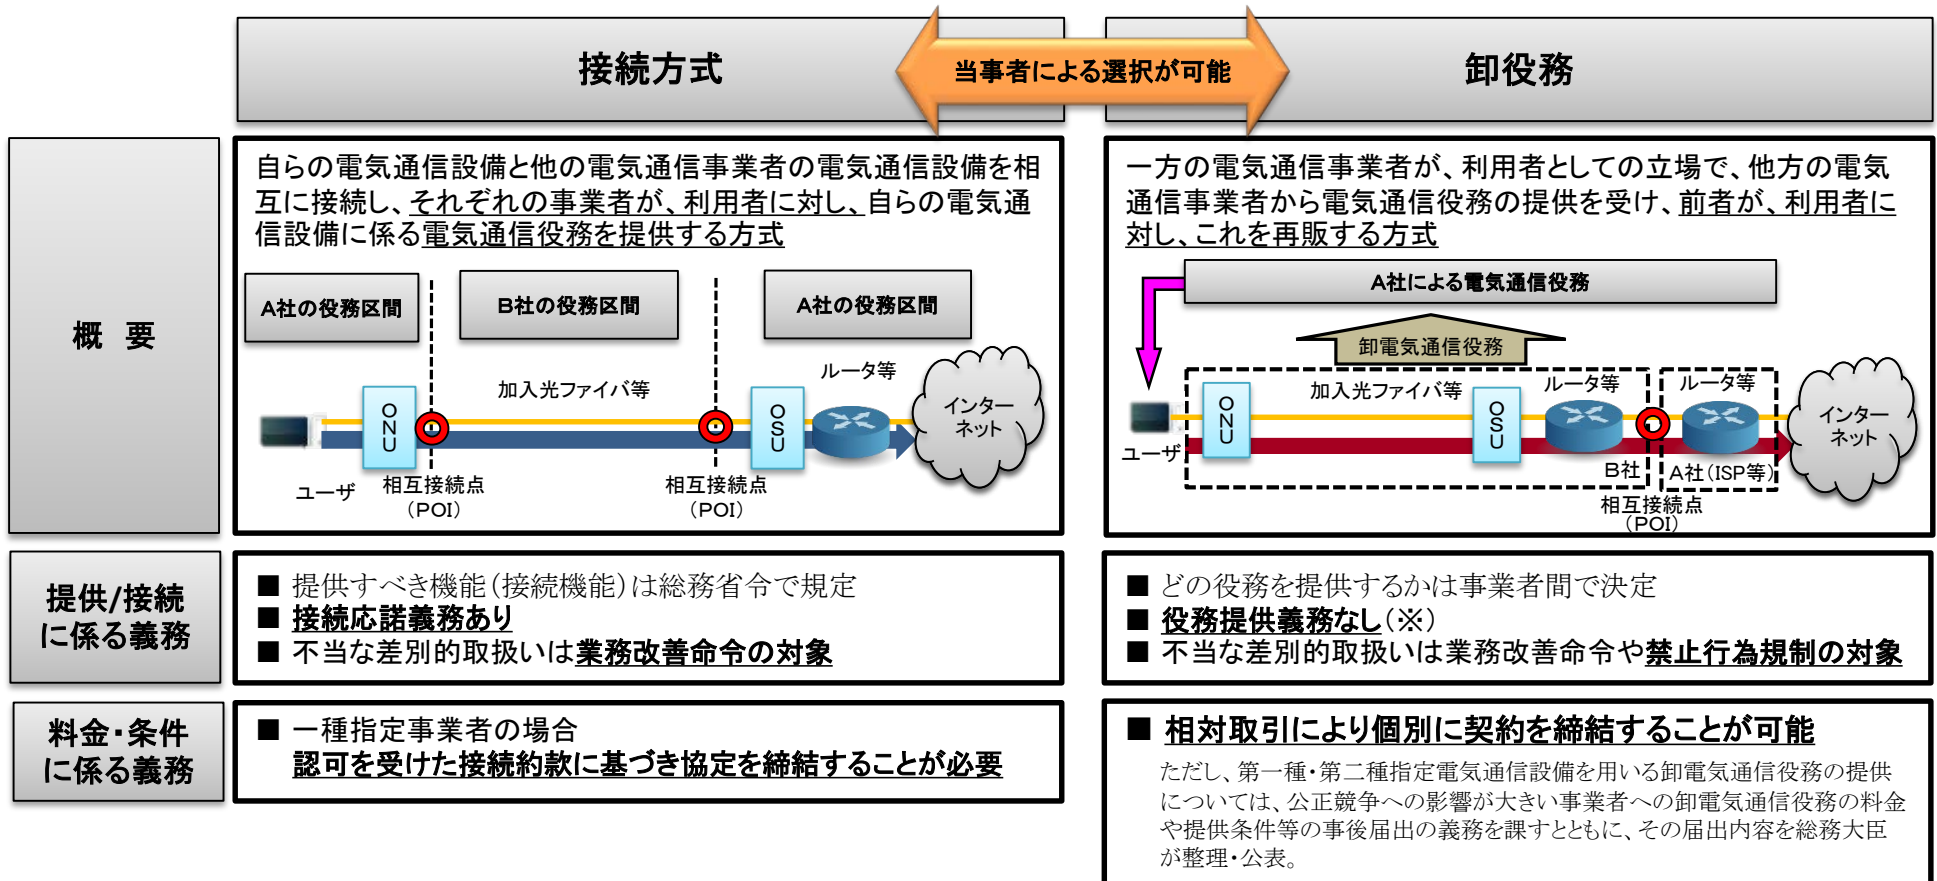 接続方式
当事者による選択が可能
卸役務
概 要
自らの電気通信設備と他の電気通信事業者の電気通信設備を相
互に接続し、それぞれの事業者が、利用者に対し、自らの電気通
信設備に係る電気通信役務を提供する方式
A社の役務区間
B社の役務区間
A社の役務区間
ルータ等
加入光ファイバ等
ONU
OSU
インター
ネット
ユーザ
相互接続点
(POI)
相互接続点
(POI)
一方の電気通信事業者が、利用者としての立場で、他方の電気
通信事業者から電気通信役務の提供を受け、前者が、利用者に
対し、これを再販する方式
A社による電気通信役務
卸電気通信役務
加入光ファイバ等
ルータ等
ルータ等
ONU
OSU
インター
ネット
ユーザ
B社
A社(ISP等)
相互接続点
(POI)
提供/接続
に係る義務
■ 提供すべき機能(接続機能)は総務省令で規定
■ 接続応諾義務あり
■ 不当な差別的取扱いは業務改善命令の対象
■ どの役務を提供するかは事業者間で決定
■ 役務提供義務なし(※)
■ 不当な差別的取扱いは業務改善命令や禁止行為規制の対象
料金・条件
に係る義務
■ 一種指定事業者の場合
認可を受けた接続約款に基づき協定を締結することが必要
■ 相対取引により個別に契約を締結することが可能
ただし、第一種・第二種指定電気通信設備を用いる卸電気通信役務の提供
については、公正競争への影響が大きい事業者への卸電気通信役務の料金
や提供条件等の事後届出の義務を課すとともに、その届出内容を総務大臣
が整理・公表。